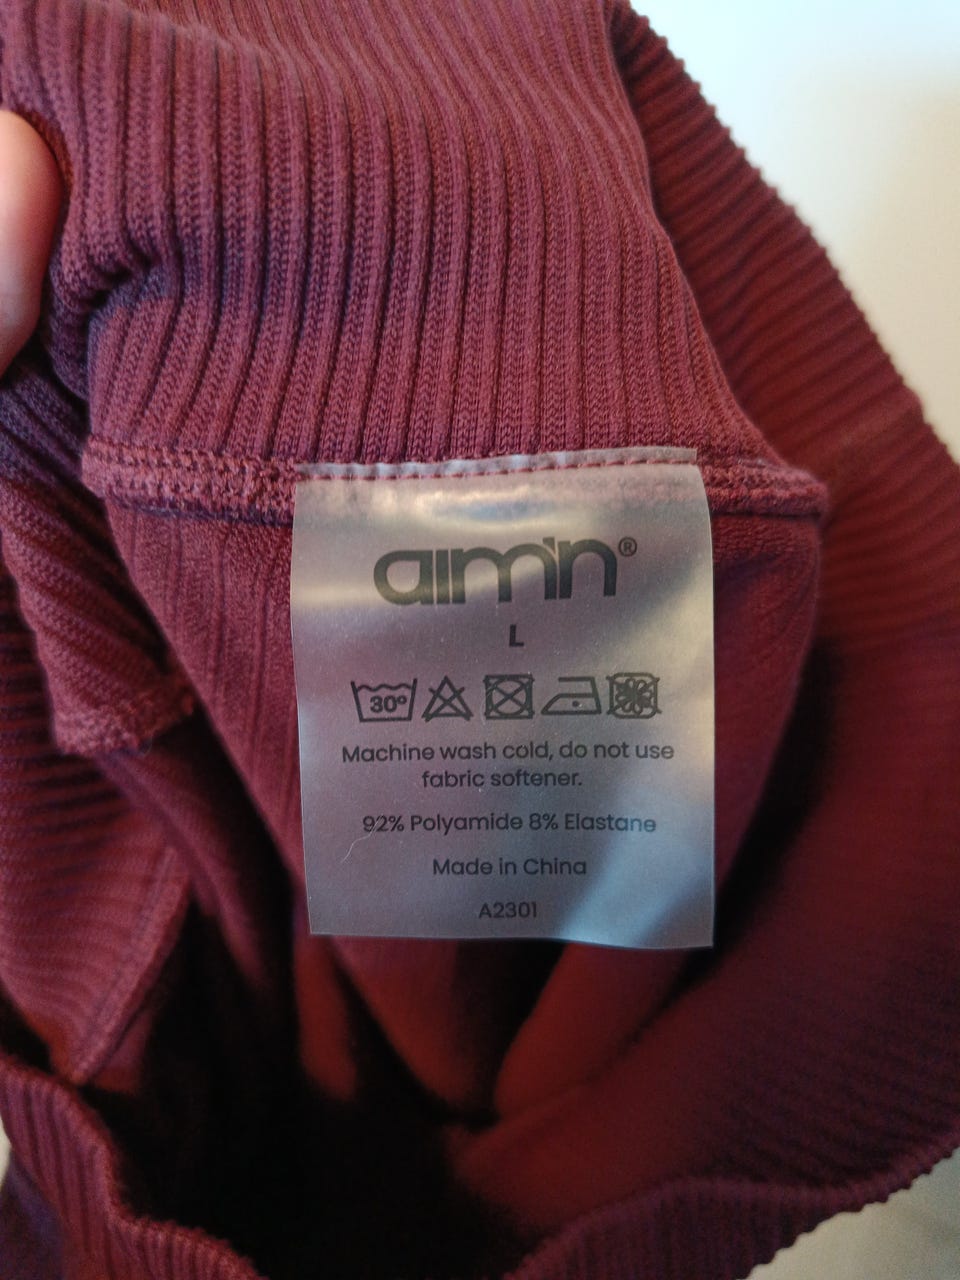 aim'n®
L
30°
Machine wash cold, do not use
fabric softener.
92% Polyamide 8% Elastane
Made in China
A2301